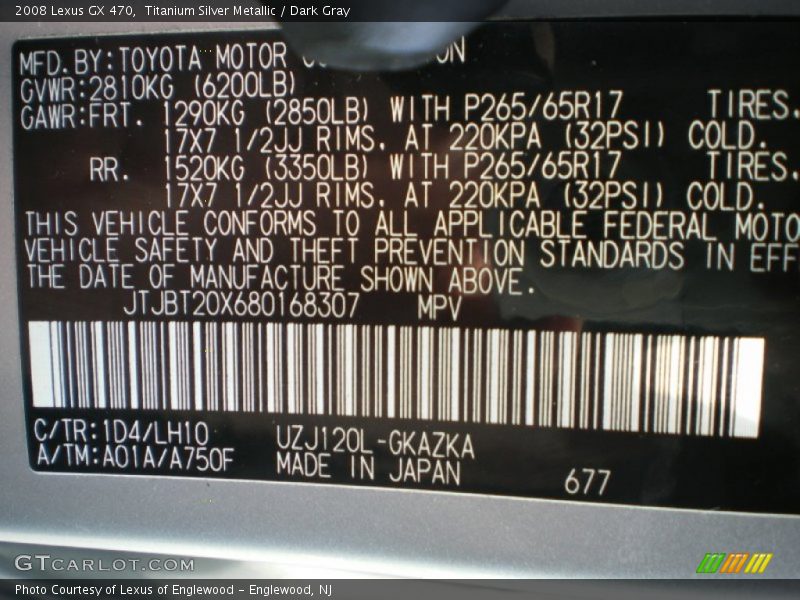 2008 Lexus GX 470, Titanium Silver Metallic / Dark Gray
MFD. BY:TOYOTA MOTOR
GVWR:2810KG (6200LB)
GAWR:FRT. 1290KG (2850LB) WITH P265/65R17 TIRES.
17X7 1/2JJ RIMS. AT 220KPA (32PSI) COLD.
RR. 1520KG (3350LB) WITH P265/65R17 TIRES.
17X7 1/2JJ RIMS. AT 220KPA (32PSI) COLD.
THIS VEHICLE CONFORMS TO ALL APPLICABLE FEDERAL MOTO
VEHICLE SAFETY AND THEFT PREVENTION STANDARDS IN EFF
THE DATE OF MANUFACTURE SHOWN ABOVE.
JTJBT20X680168307 MPV
C/TR:1D4/LH10 UZJ120L-GKAZKA
A/TM:A01A/A750F MADE IN JAPAN 677
GTCARLOT.COM
Photo Courtesy of Lexus of Englewood – Englewood, NJ